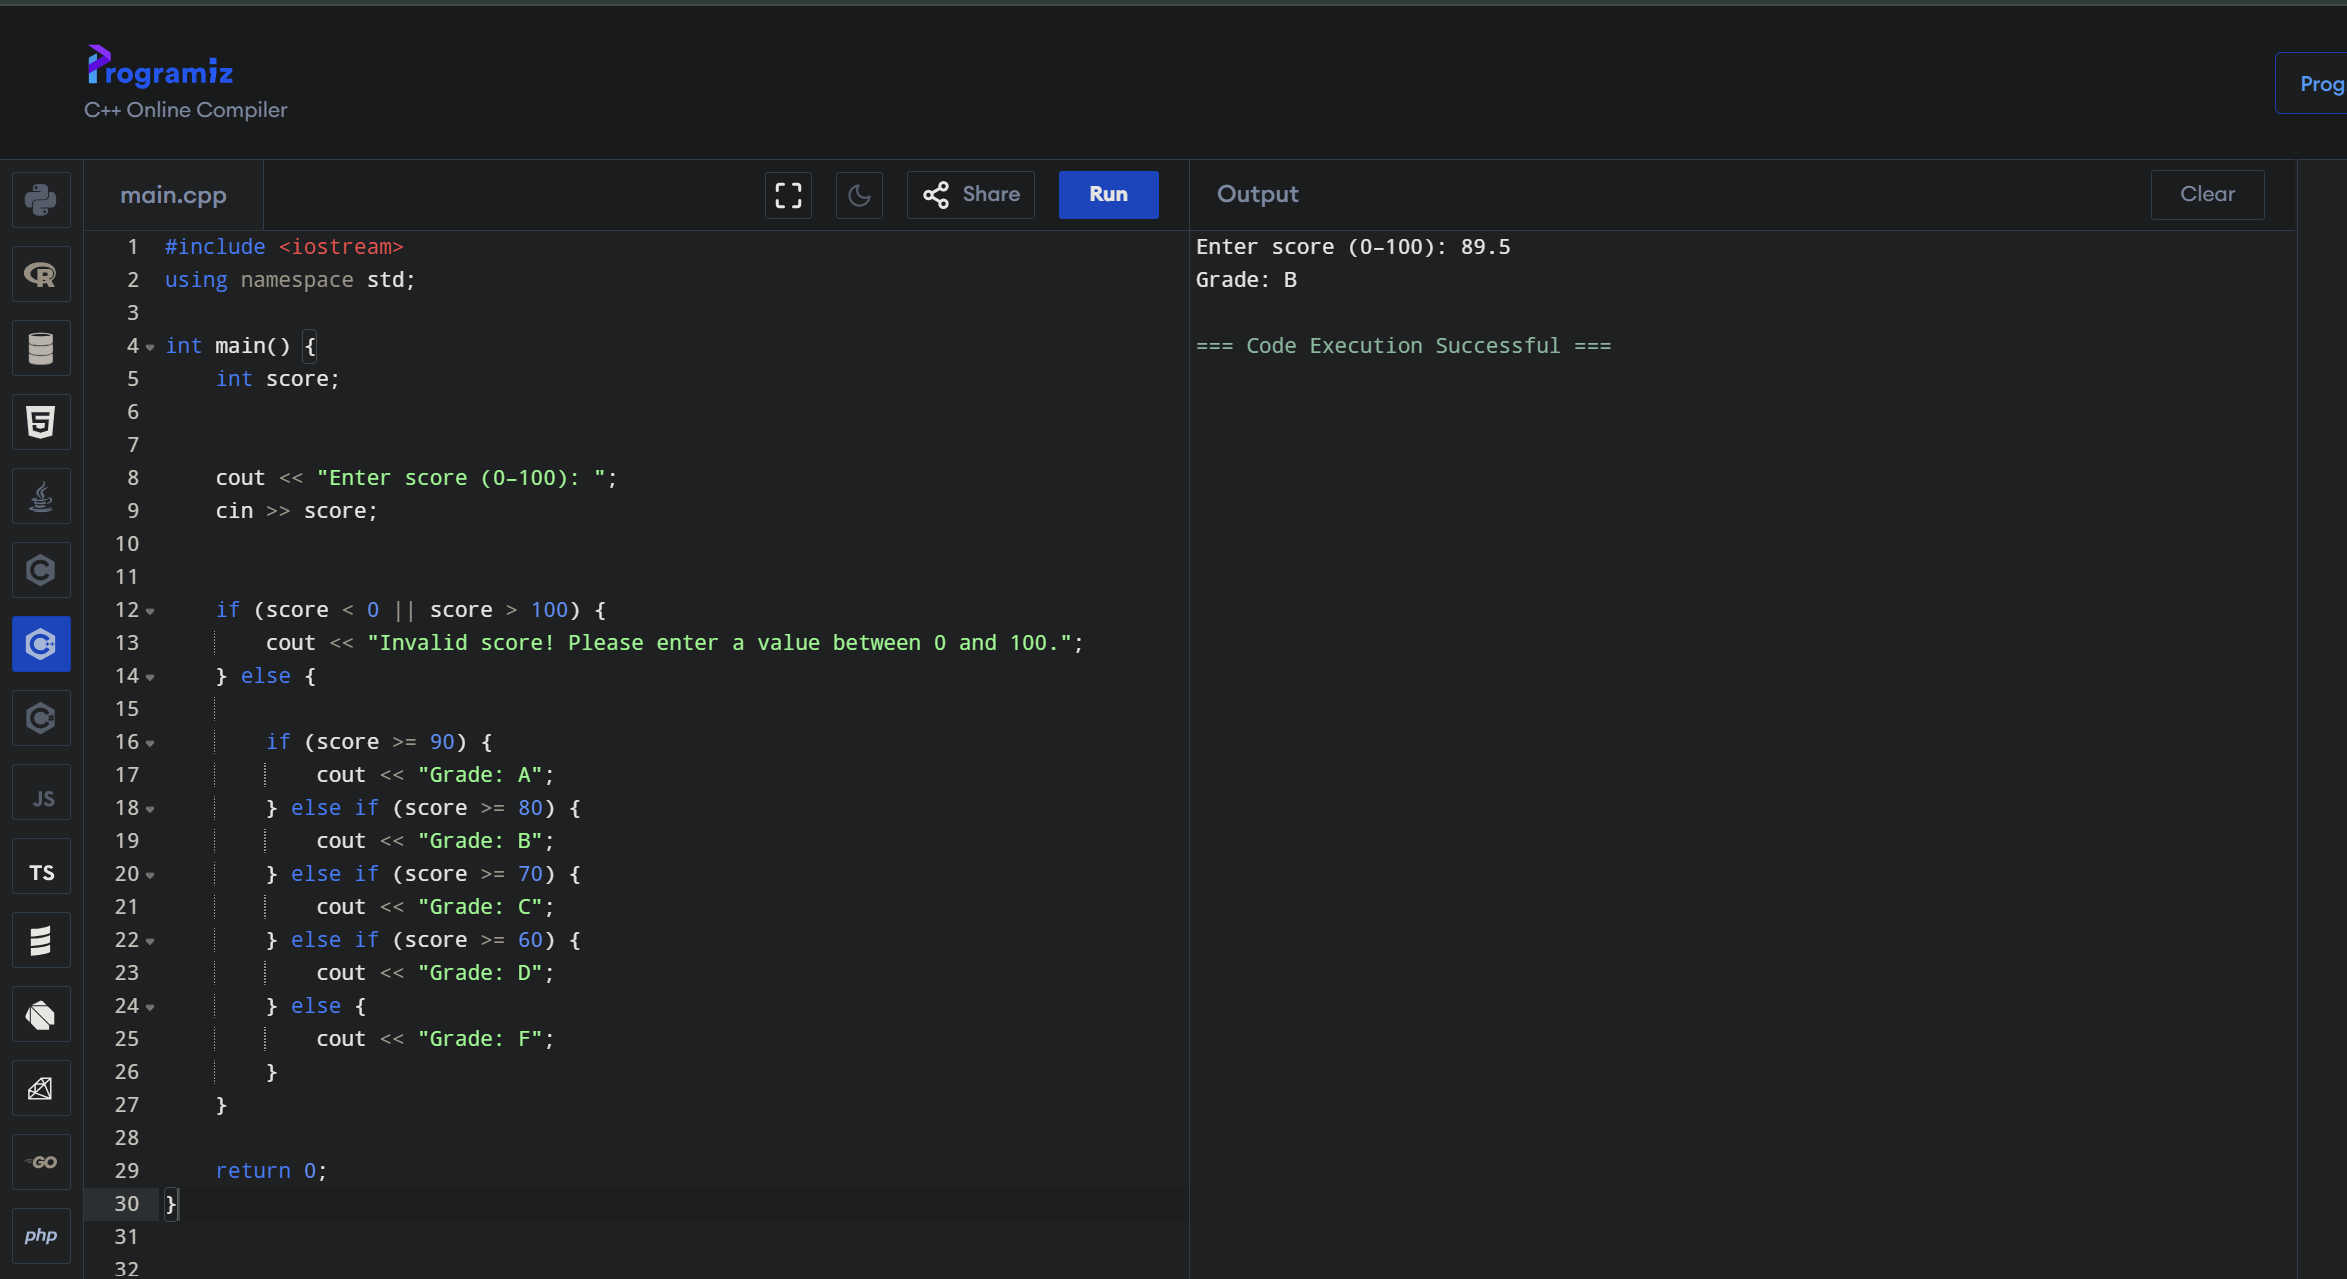 Programiz
C++ Online Compiler
Prog
main.cpp
Share
Run
Output
Clear
1 #include <iostream>
2 using namespace std;
3
4 int main() {
5     int score;
6
7
8     cout << "Enter score (0-100): ";
9     cin >> score;
10
11
12     if (score < 0 || score > 100) {
13         cout << "Invalid score! Please enter a value between 0 and 100.";
14     } else {
15
16         if (score >= 90) {
17             cout << "Grade: A";
18         } else if (score >= 80) {
19             cout << "Grade: B";
20         } else if (score >= 70) {
21             cout << "Grade: C";
22         } else if (score >= 60) {
23             cout << "Grade: D";
24         } else {
25             cout << "Grade: F";
26         }
27     }
28
29     return 0;
30 }
31
32
Enter score (0-100): 89.5
Grade: B
=== Code Execution Successful ===
R
5
C
C++
C#
JS
TS
GO
php